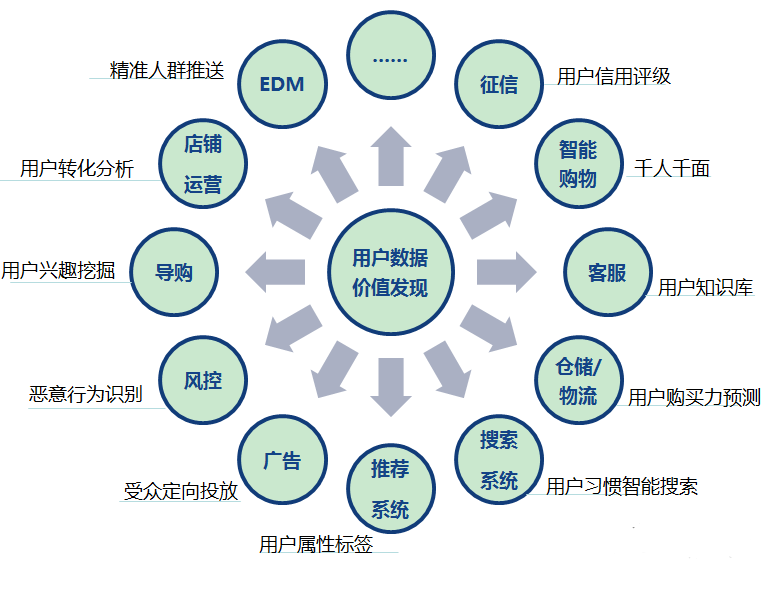 ……
精准人群推送
EDM
征信
用户信用评级
店铺
运营
用户转化分析
智能
购物
千人千面
用户数据
价值发现
用户兴趣挖掘
导购
客服
用户知识库
恶意行为识别
风控
仓储/
物流
用户购买力预测
广告
受众定向投放
推荐
系统
用户属性标签
搜索
系统
用户习惯智能搜索